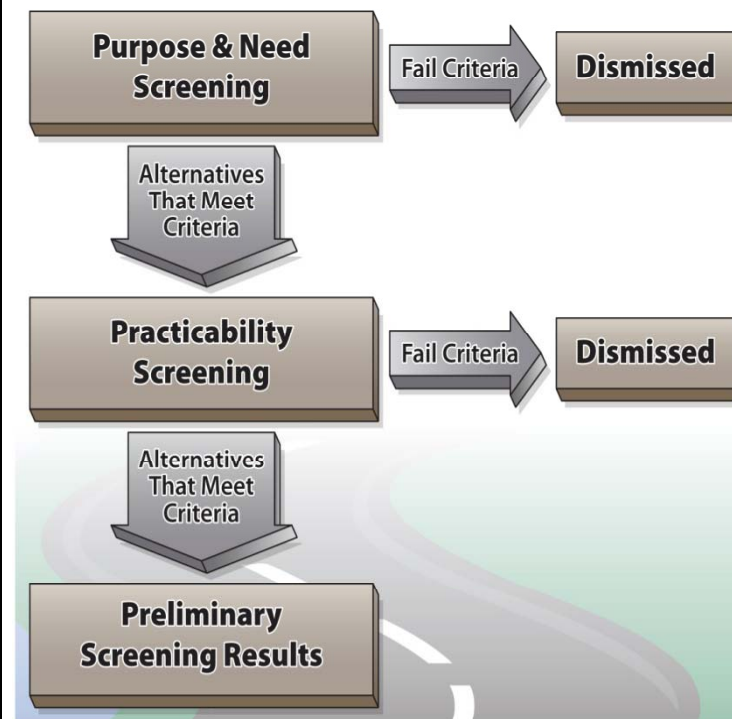 Purpose & Need
Screening
Fail Criteria
Dismissed
Alternatives
That Meet
Criteria
Practicability
Screening
Fail Criteria
Dismissed
Alternatives
That Meet
Criteria
Preliminary
Screening Results